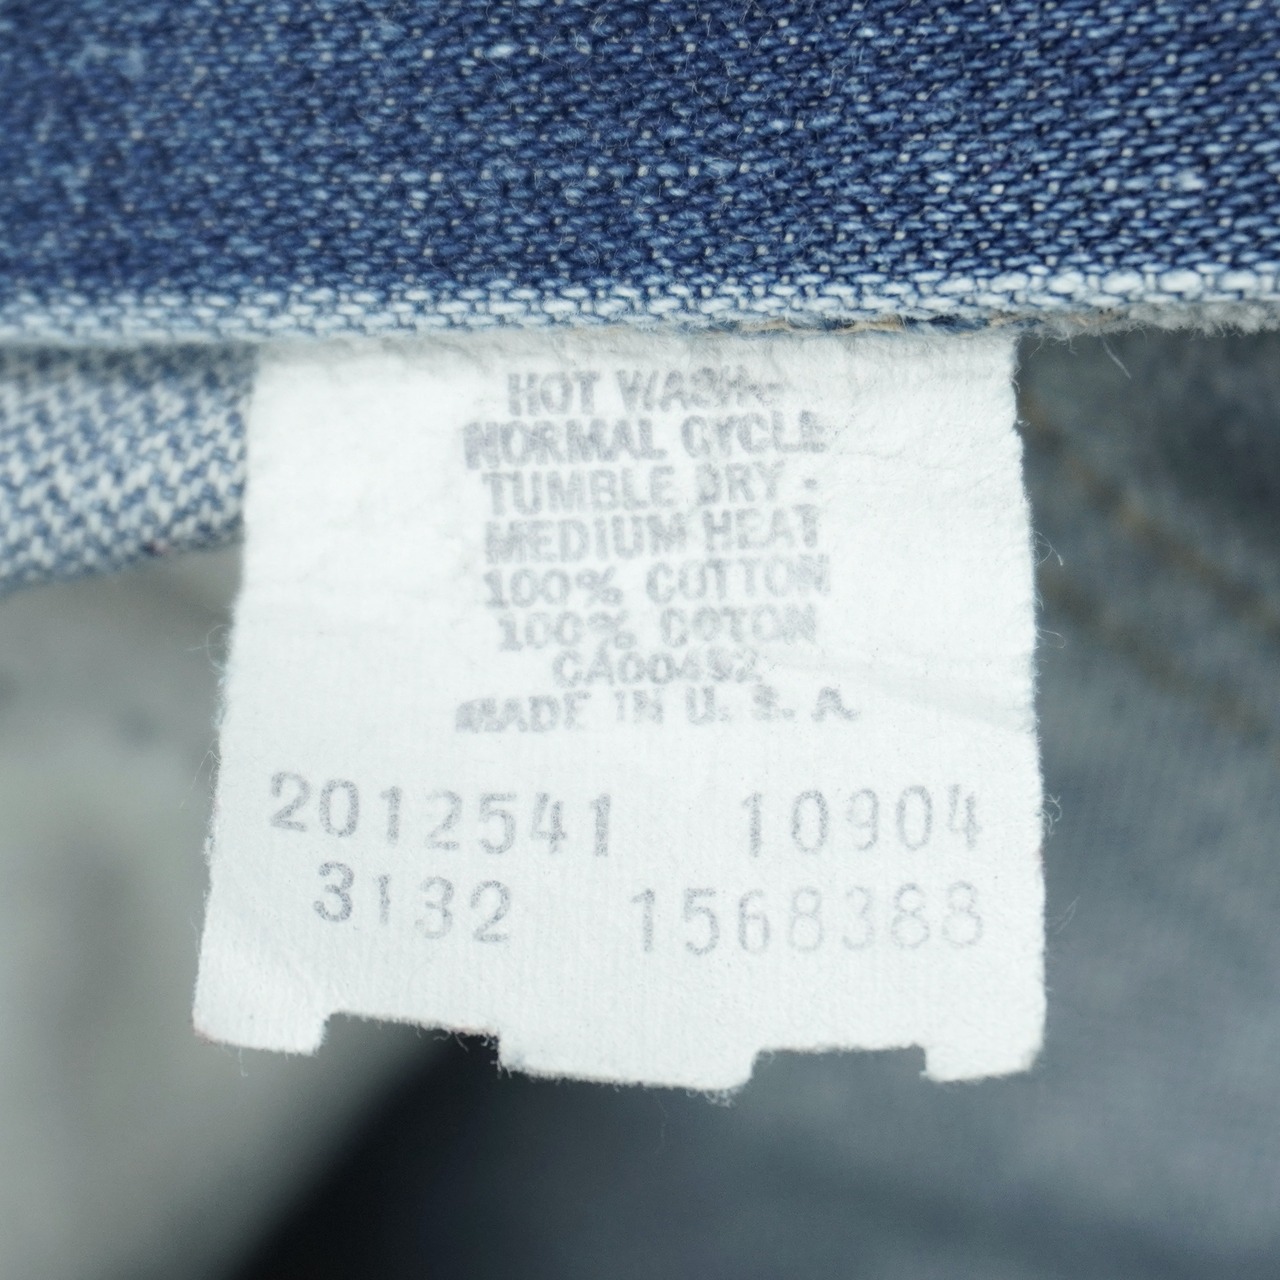 HOT WASH-
NORMAL CYCLE
TUMBLE DRY -
MEDIUM HEAT
100% COTTON
100% COTON
CA00492
MADE IN U. S. A.
2012541 10904
3132 1568388